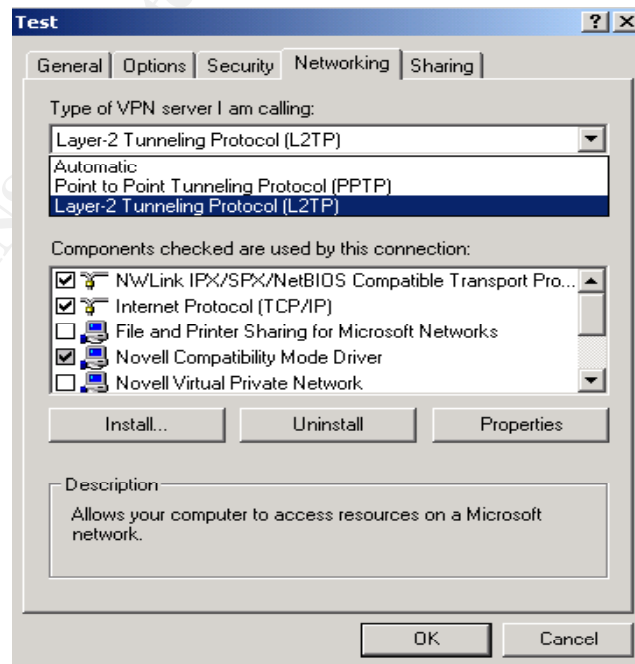 Test
General Options Security Networking Sharing
Type of VPN server I am calling:
Layer-2 Tunneling Protocol (L2TP)
Automatic
Point to Point Tunneling Protocol (PPTP)
Layer-2 Tunneling Protocol (L2TP)
Components checked are used by this connection:
NWLink IPX/SPX/NetBIOS Compatible Transport Pro...
Internet Protocol (TCP/IP)
File and Printer Sharing for Microsoft Networks
Novell Compatibility Mode Driver
Novell Virtual Private Network
Install... Uninstall Properties
Description
Allows your computer to access resources on a Microsoft
network.
OK Cancel